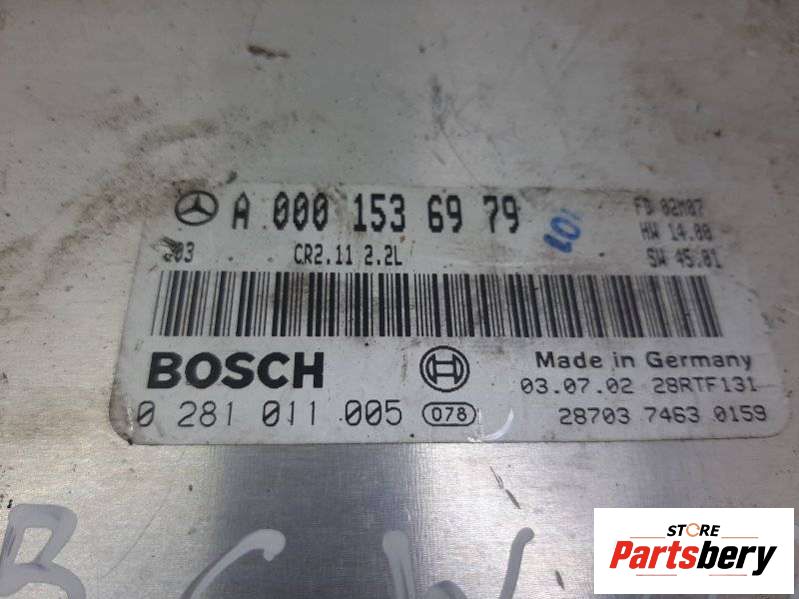 A 000 153 69 79
FD 02M07
HW 14.00
203 CR2.11 2.2L
SW 45.01
BOSCH
Made in Germany
03.07.02 28RTF131
0 281 011 005 078
28703 7463 0159
STORE
Partsbery